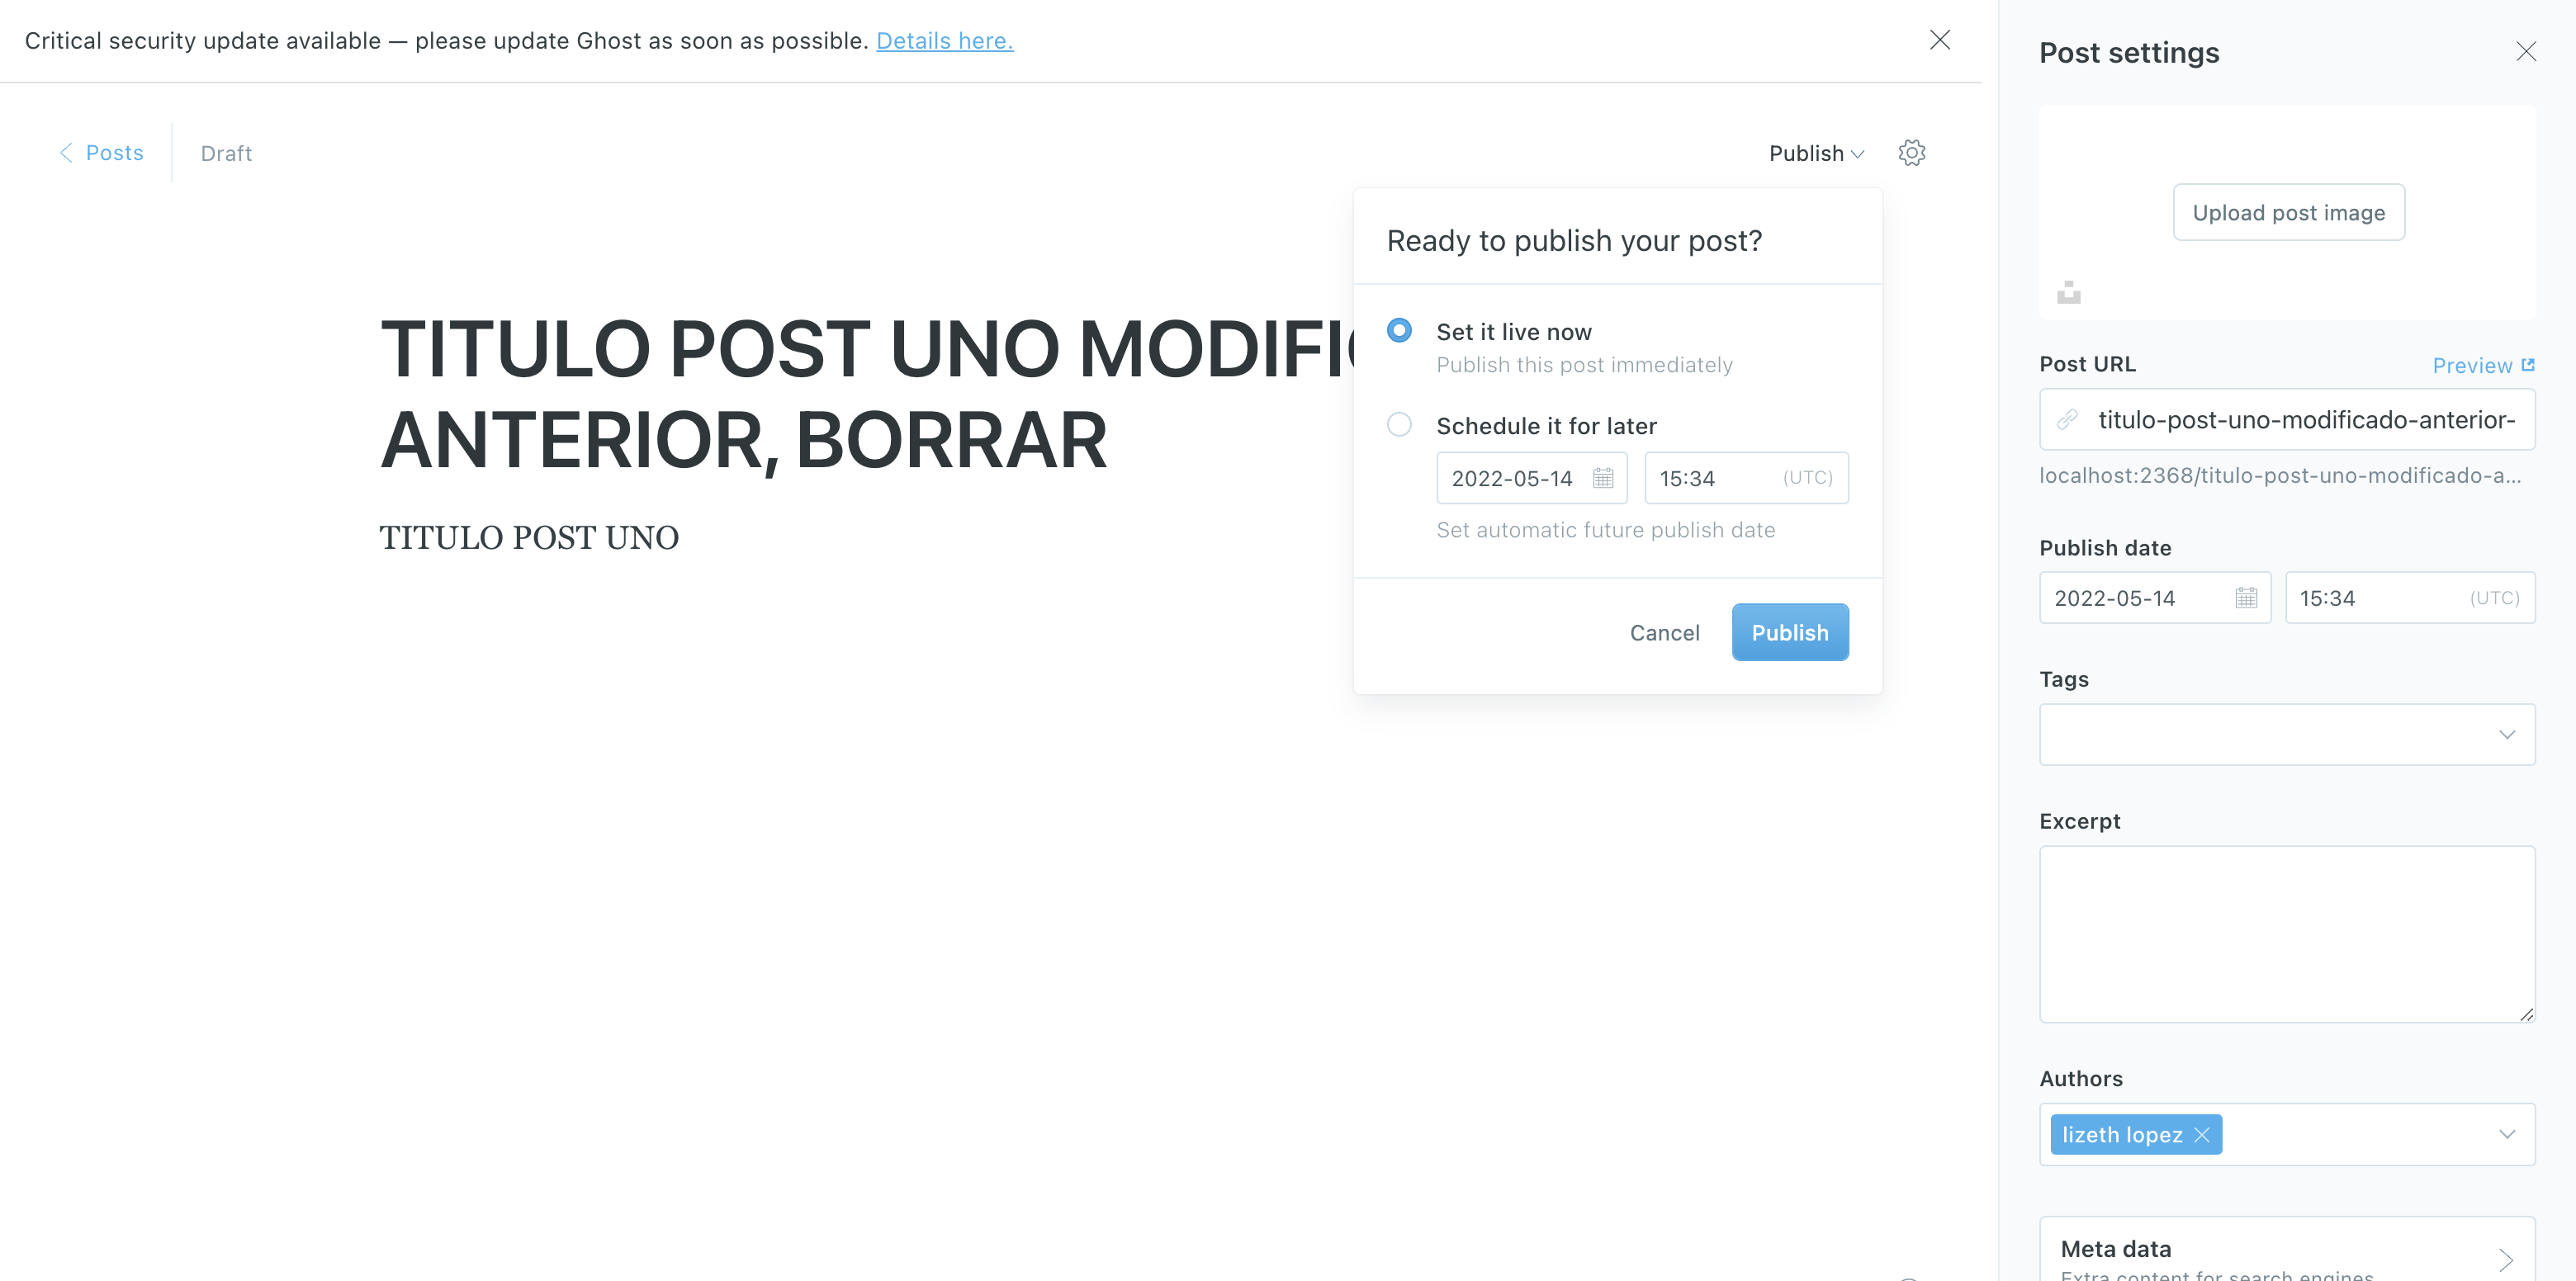 Critical security update available — please update Ghost as soon as possible. Details here.
Posts
Draft
Publish
TITULO POST UNO MODIFIC
ANTERIOR, BORRAR
TITULO POST UNO
Ready to publish your post?
Set it live now
Publish this post immediately
Schedule it for later
2022-05-14
15:34 (UTC)
Set automatic future publish date
Cancel
Publish
Post settings
Upload post image
Post URL
Preview
titulo-post-uno-modificado-anterior-
localhost:2368/titulo-post-uno-modificado-a...
Publish date
2022-05-14
15:34 (UTC)
Tags
Excerpt
Authors
lizeth lopez
Meta data
Extra content for search engines